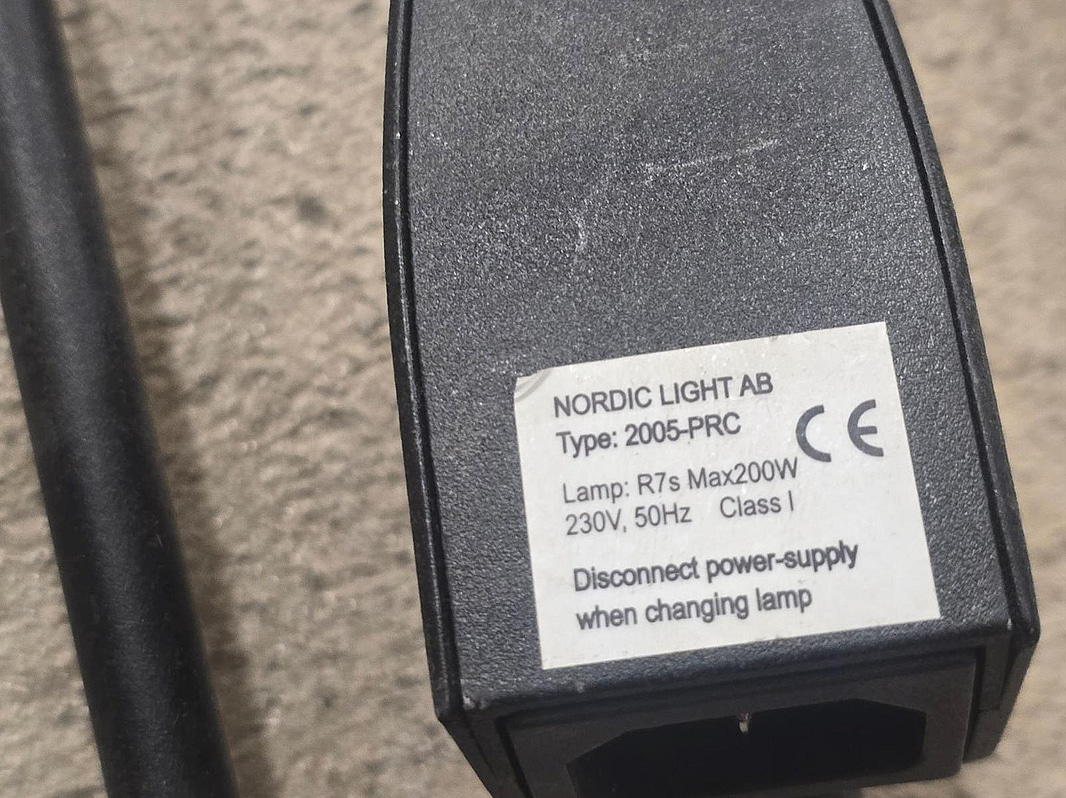 NORDIC LIGHT AB
Type: 2005-PRC
CE
Lamp: R7s Max200W
230V, 50Hz Class I
Disconnect power-supply
when changing lamp